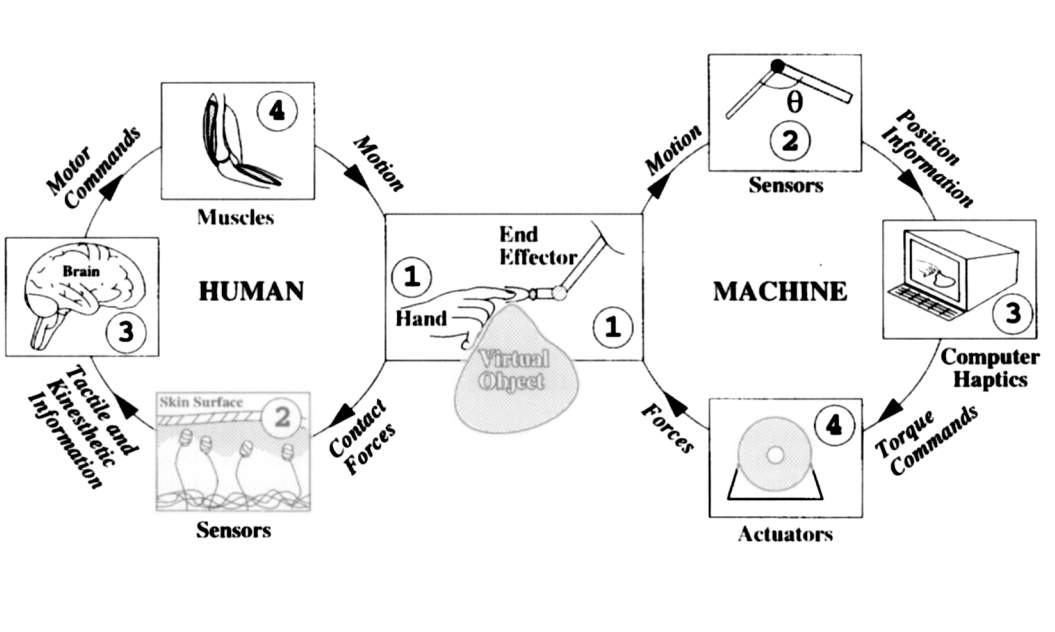 4
Muscles
Motor
Commands
Motion
Brain
3
HUMAN
Tactile and
Kinesthetic
Information
Skin Surface
2
Sensors
Contact
Forces
1
Hand
End
Effector
1
Virtual
Object
Motion
θ
2
Sensors
Position
Information
MACHINE
3
Computer
Haptics
Torque
Commands
4
Actuators
Forces